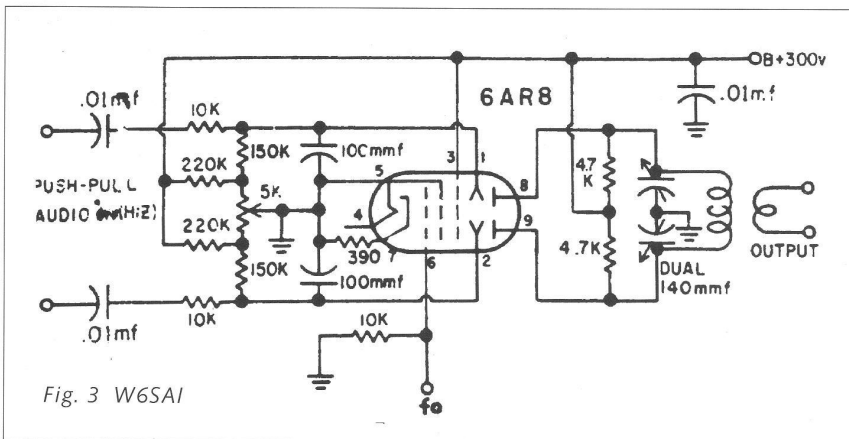 B+300v
.01mf
10K
6AR8
.01mf
150K
100mmf
3
1
5
220K
8
4.7
K
PUSH-PULL
5K
4
AUDIO (HiZ)
9
220K
390
7
4.7K
OUTPUT
150K
100mmf
6
2
DUAL
140mmf
.01mf
10K
10K
Fig. 3 W6SAI
fo